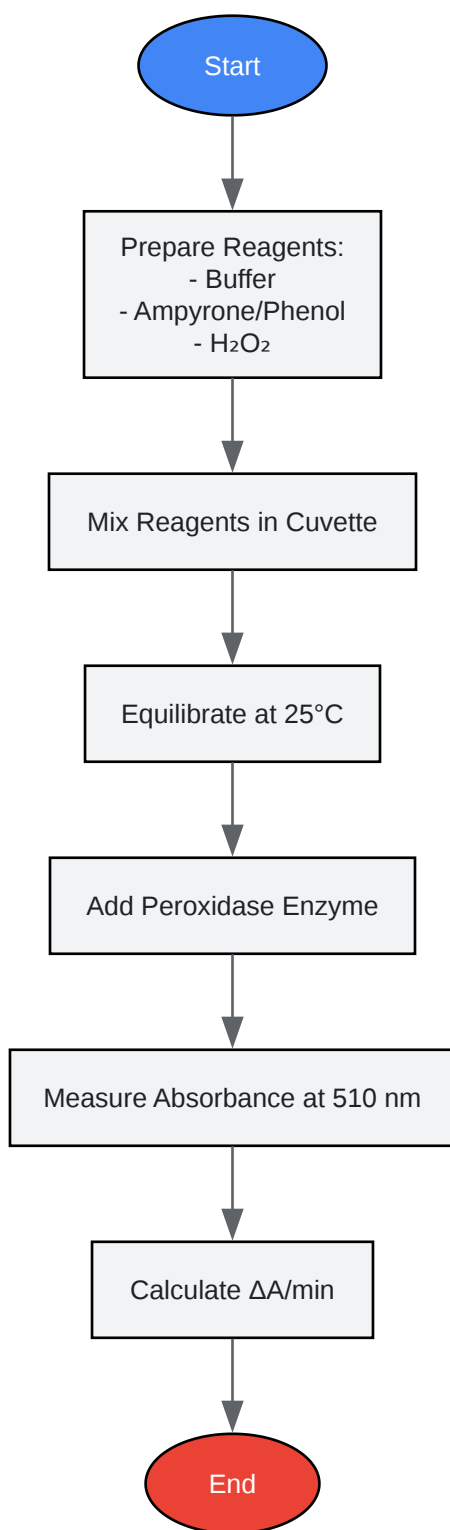 Start
Prepare Reagents:
- Buffer
- Ampyrone/Phenol
- H₂O₂
Mix Reagents in Cuvette
Equilibrate at 25°C
Add Peroxidase Enzyme
Measure Absorbance at 510 nm
Calculate ΔA/min
End